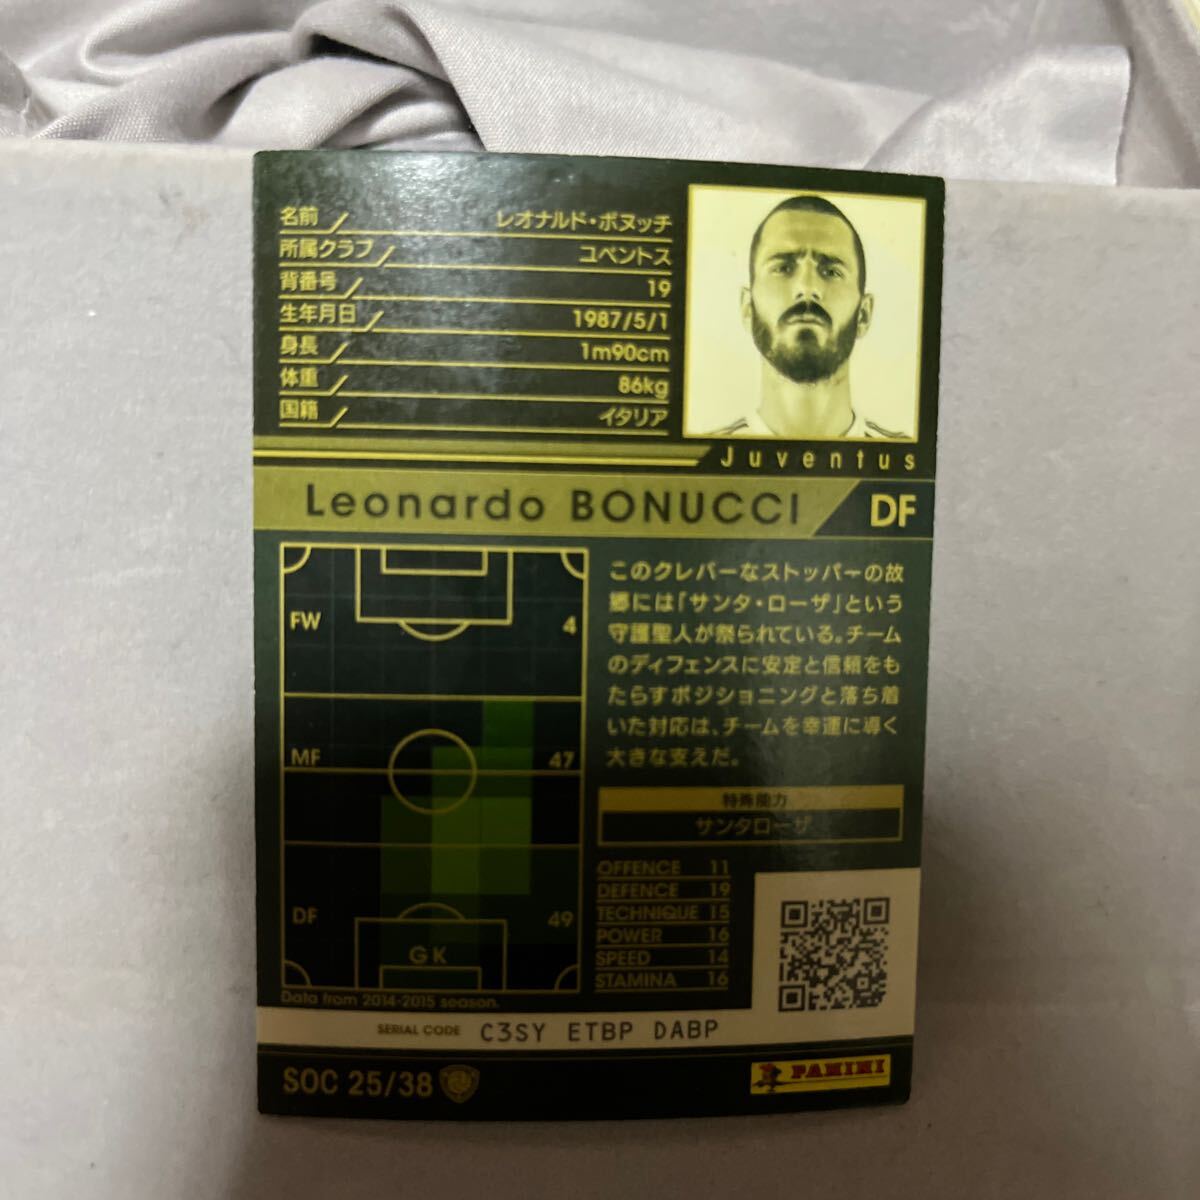 名前 レオナルド・ボヌッチ
所属クラブ ユベントス
背番号 19
生年月日 1987/5/1
身長 1m90cm
体重 86kg
国籍 イタリア
Juventus
Leonardo BONUCCI DF
FW 4
MF 47
DF 49
GK
Data from 2014-2015 season.
このクレバーなストッパーの故
郷には「サンタ・ローザ」という
守護聖人が祭られている。チーム
のディフェンスに安定と信頼をも
たらすポジショニングと落ち着
いた対応は、チームを幸運に導く
大きな支えだ。
特殊能力
サンタローザ
OFFENCE 11
DEFENCE 19
TECHNIQUE 15
POWER 16
SPEED 14
STAMINA 16
SERIAL CODE C3SY ETBP DABP
SOC 25/38
PANINI